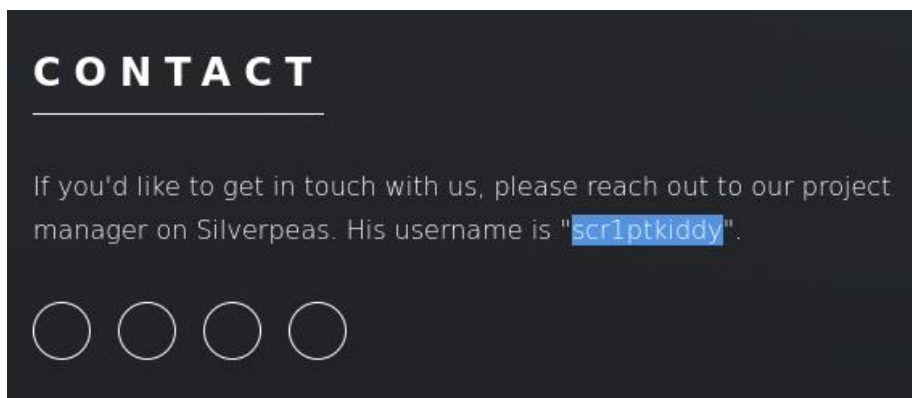 CONTACT
If you'd like to get in touch with us, please reach out to our project
manager on Silverpeas. His username is "scr1ptkiddy".